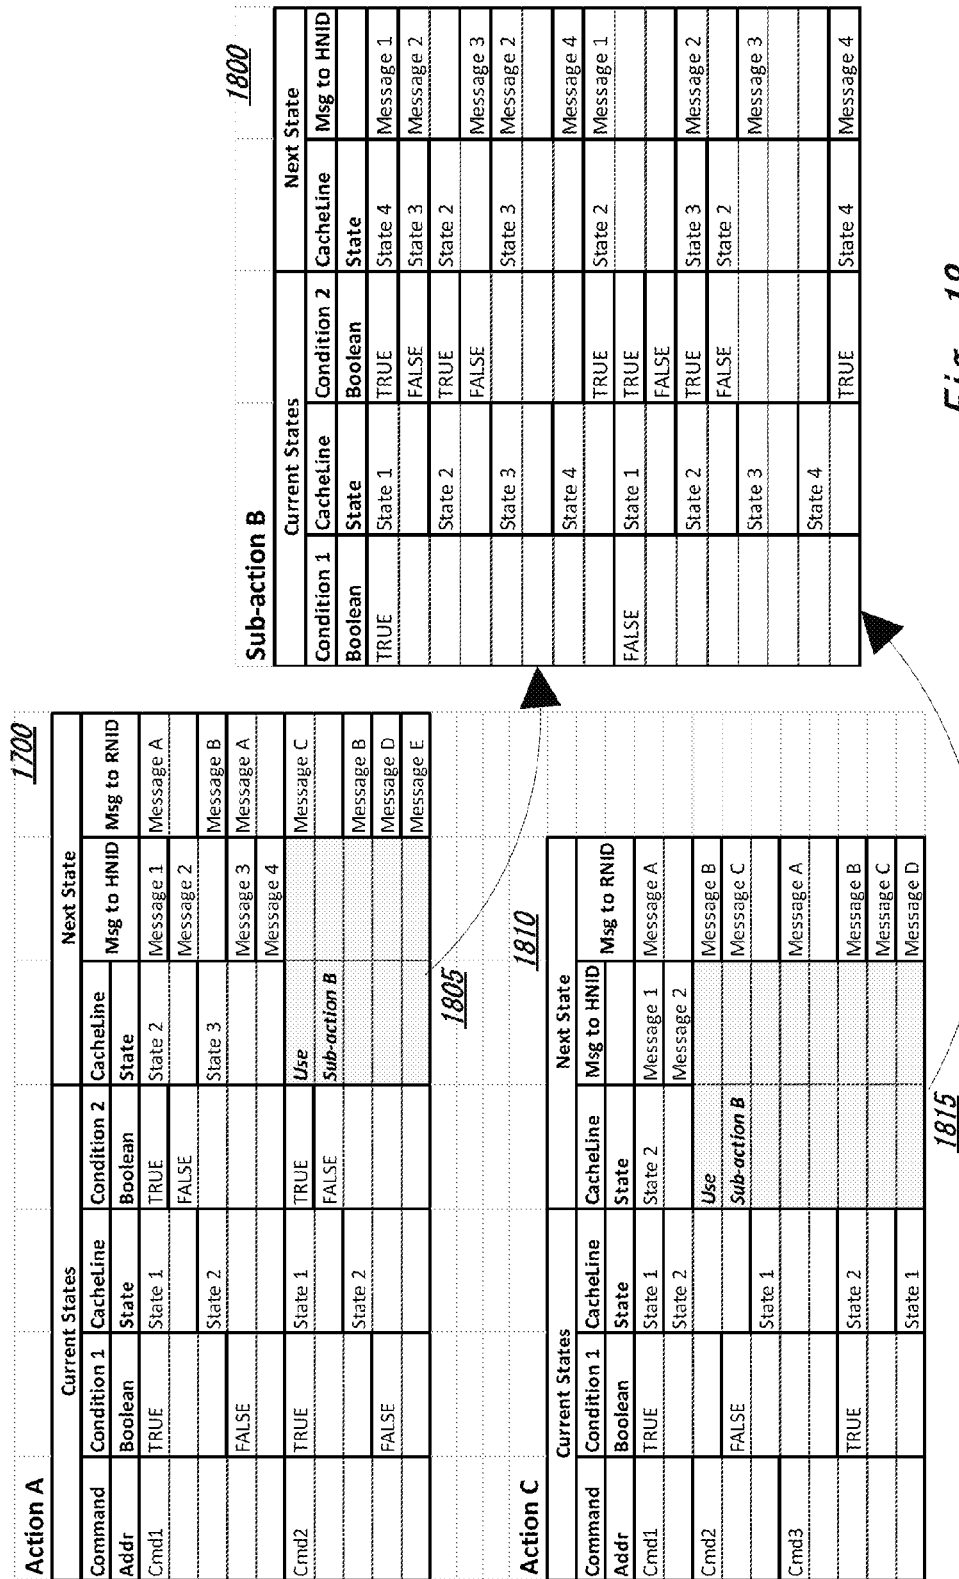 Action A
1700
Current States Next State
Command Condition 1 CacheLine Condition 2 CacheLine Msg to HNID Msg to RNID
Addr Boolean State Boolean State
Cmd1 TRUE State 1 TRUE State 2 Message 1 Message A
FALSE Message 2
State 2 State 3 Message B
FALSE Message 3 Message A
Message 4
Cmd2 TRUE State 1 TRUE Use Message C
FALSE Sub-action B
State 2 Message B
FALSE Message D
Message E
1805
Action C
1810
Current States Next State
Command Condition 1 CacheLine CacheLine Msg to HNID Msg to RNID
Addr Boolean State State
Cmd1 TRUE State 1 State 2 Message 1 Message A
State 2 Message 2
Cmd2 Use Message B
FALSE Sub-action B Message C
State 1
Cmd3 Message A
TRUE State 2 Message B
Message C
State 1 Message D
1815
1800
Sub-action B
Current States Next State
Condition 1 CacheLine Condition 2 CacheLine Msg to HNID
Boolean State Boolean State
TRUE State 1 TRUE State 4 Message 1
FALSE State 3 Message 2
State 2 TRUE State 2
FALSE Message 3
State 3 State 3 Message 2
State 4 Message 4
TRUE State 2 Message 1
FALSE State 1 TRUE
FALSE
State 2 TRUE State 3 Message 2
FALSE State 2
State 3 Message 3
State 4
TRUE State 4 Message 4